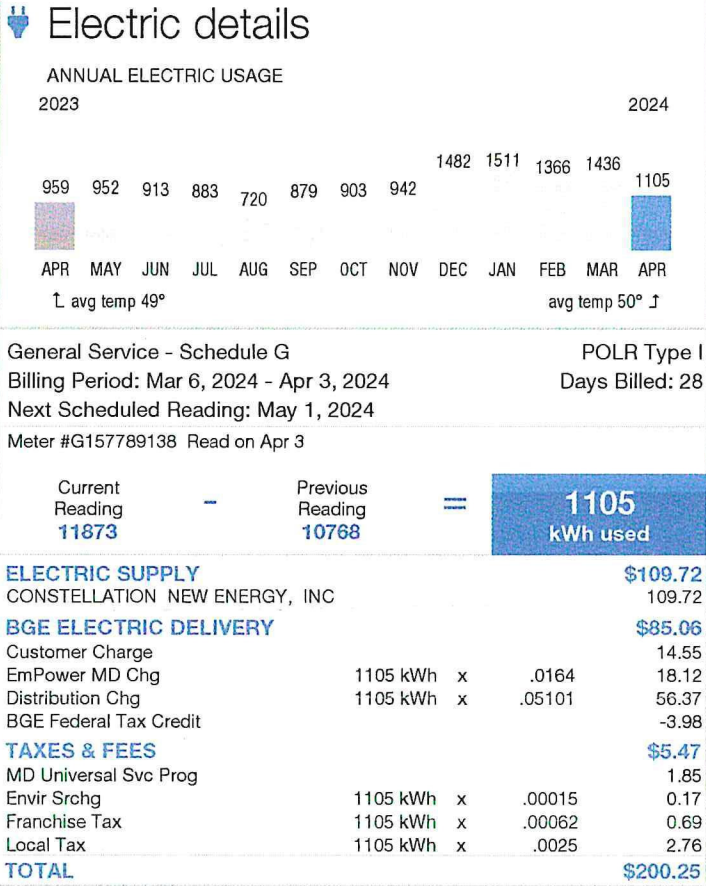 Electric details
ANNUAL ELECTRIC USAGE
2023 2024
959 952 913 883 720 879 903 942 1482 1511 1366 1436 1105
APR MAY JUN JUL AUG SEP OCT NOV DEC JAN FEB MAR APR
avg temp 49° avg temp 50°
General Service - Schedule G POLR Type I
Billing Period: Mar 6, 2024 - Apr 3, 2024 Days Billed: 28
Next Scheduled Reading: May 1, 2024
Meter #G157789138 Read on Apr 3
Current Reading 11873 - Previous Reading 10768 = 1105 kWh used
ELECTRIC SUPPLY $109.72
CONSTELLATION NEW ENERGY, INC 109.72
BGE ELECTRIC DELIVERY $85.06
Customer Charge 14.55
EmPower MD Chg 1105 kWh x .0164 18.12
Distribution Chg 1105 kWh x .05101 56.37
BGE Federal Tax Credit -3.98
TAXES & FEES $5.47
MD Universal Svc Prog 1.85
Envir Srchg 1105 kWh x .00015 0.17
Franchise Tax 1105 kWh x .00062 0.69
Local Tax 1105 kWh x .0025 2.76
TOTAL $200.25